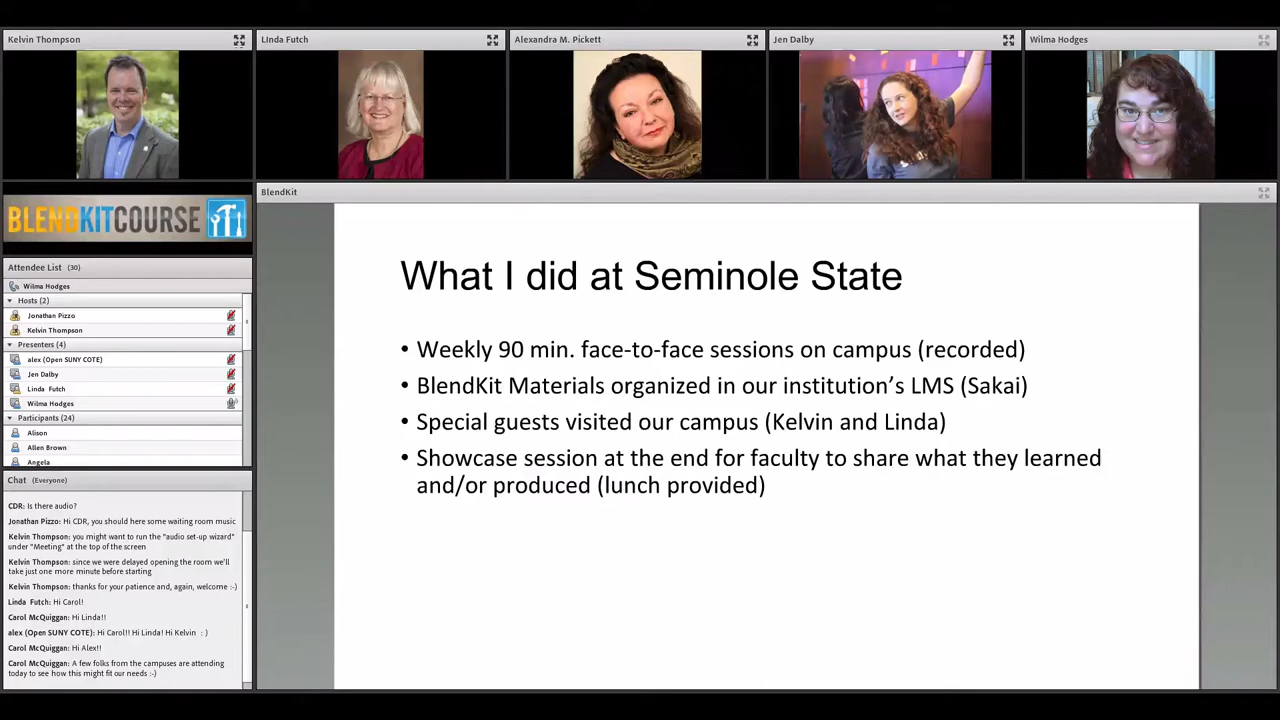 Kelvin Thompson
LInda Futch
Alexandra M. Pickett
Jen Dalby
Wilma Hodges
BLENDKITCOURSE
BlendKit
Attendee List (30)
Wilma Hodges
Hosts (2)
Jonathan Pizzo
Kelvin Thompson
Presenters (4)
alex (Open SUNY COTE)
Jen Dalby
Linda Futch
Wilma Hodges
Participants (24)
Alison
Allen Brown
Angela
Chat (Everyone)
CDR: Is there audio?
Jonathan Pizzo: Hi CDR, you should here some waiting room music
Kelvin Thompson: you might want to run the "audio set-up wizard"
under "Meeting" at the top of the screen
Kelvin Thompson: since we were delayed opening the room we'll
take just one more minute before starting
Kelvin Thompson: thanks for your patience and, again, welcome :-)
Linda Futch: Hi Carol!
Carol McQuiggan: Hi Linda!!
alex (Open SUNY COTE): Hi Carol!! Hi Linda! Hi Kelvin : )
Carol McQuiggan: Hi Alex!!
Carol McQuiggan: A few folks from the campuses are attending
today to see how this might fit our needs :-)
What I did at Seminole State
• Weekly 90 min. face-to-face sessions on campus (recorded)
• BlendKit Materials organized in our institution’s LMS (Sakai)
• Special guests visited our campus (Kelvin and Linda)
• Showcase session at the end for faculty to share what they learned
and/or produced (lunch provided)